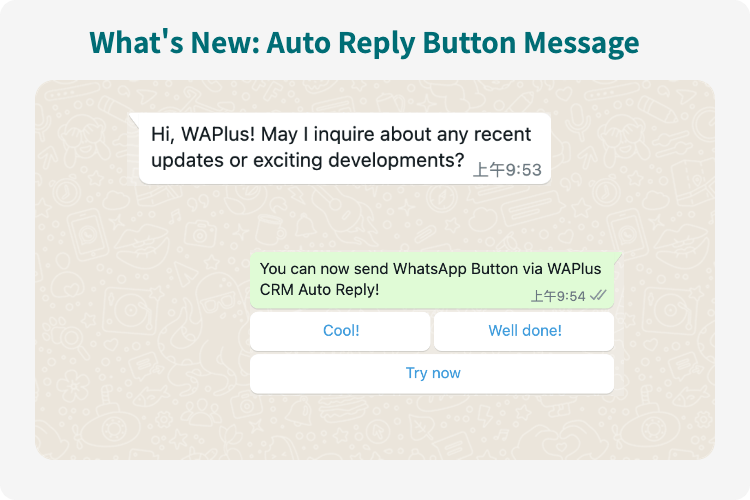 What's New: Auto Reply Button Message
Hi, WAPlus! May I inquire about any recent
updates or exciting developments?
上午9:53
You can now send WhatsApp Button via WAPlus
CRM Auto Reply!
上午9:54
Cool!
Well done!
Try now